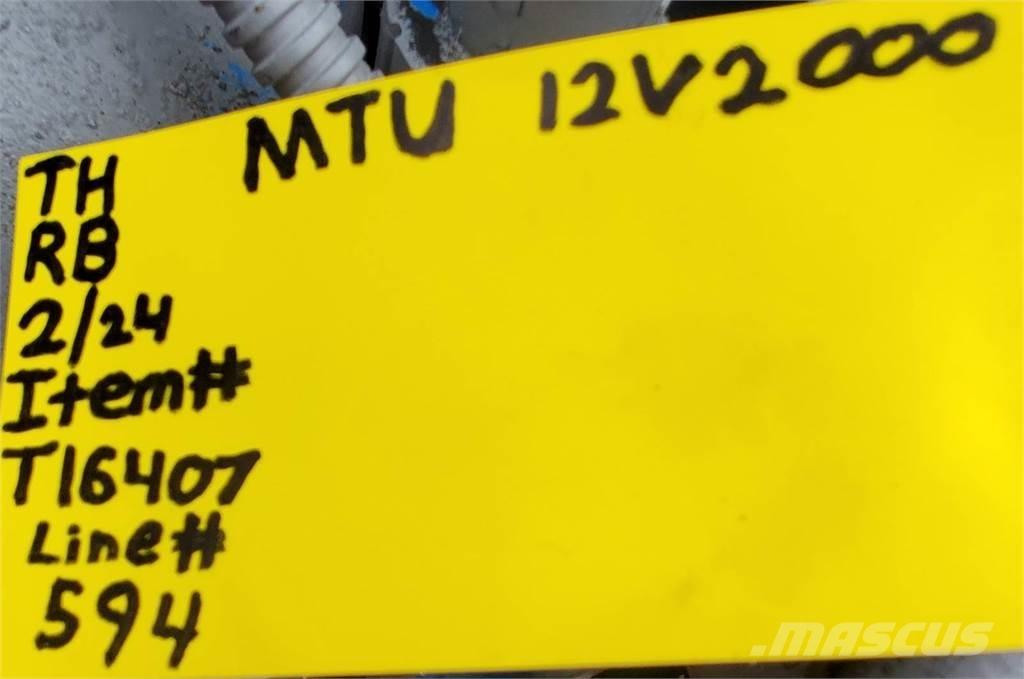 MTU 12V2000
TH
RB
2/24
Item#
T16407
Line#
594
MASCUS